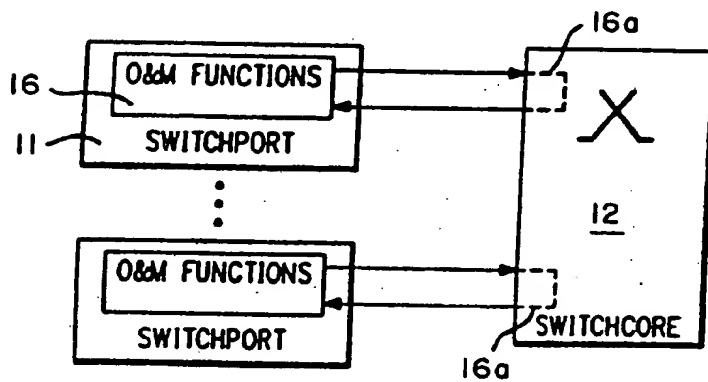 16a
O&M FUNCTIONS
16
SWITCHPORT
11
12
O&M FUNCTIONS
SWITCHPORT
SWITCHCORE
16a